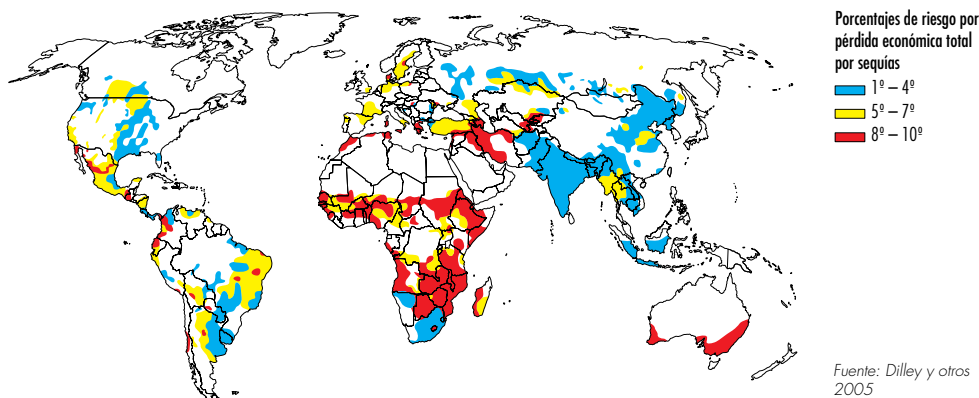 Porcentajes de riesgo por
pérdida económica total
por sequías
1º – 4º
5º – 7º
8º – 10º
Fuente: Dilley y otros
2005